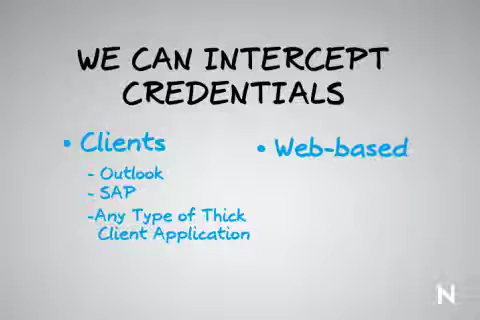 WE CAN INTERCEPT
CREDENTIALS
• Clients
- Outlook
- SAP
-Any Type of Thick
Client Application
• Web-based
N